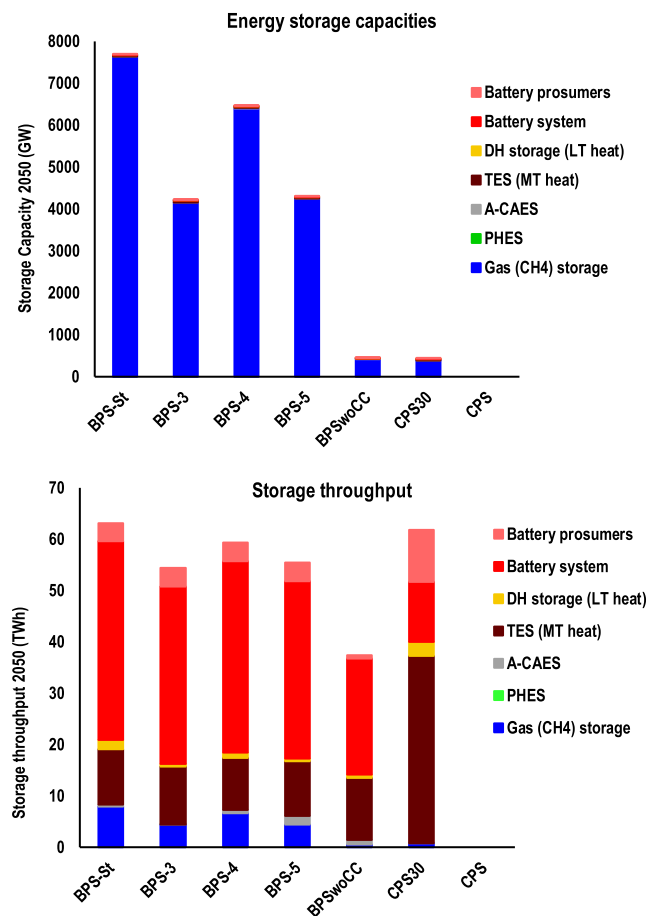 Energy storage capacities
Storage Capacity 2050 (GW)
8000
7000
6000
5000
4000
3000
2000
1000
0
BPS-St
BPS-3
BPS-4
BPS-5
BPSwoCC
CPS30
CPS
Battery prosumers
Battery system
DH storage (LT heat)
TES (MT heat)
A-CAES
PHES
Gas (CH4) storage
Storage throughput
Storage throughput 2050 (TWh)
70
60
50
40
30
20
10
0
BPS-St
BPS-3
BPS-4
BPS-5
BPSwoCC
CPS30
CPS
Battery prosumers
Battery system
DH storage (LT heat)
TES (MT heat)
A-CAES
PHES
Gas (CH4) storage